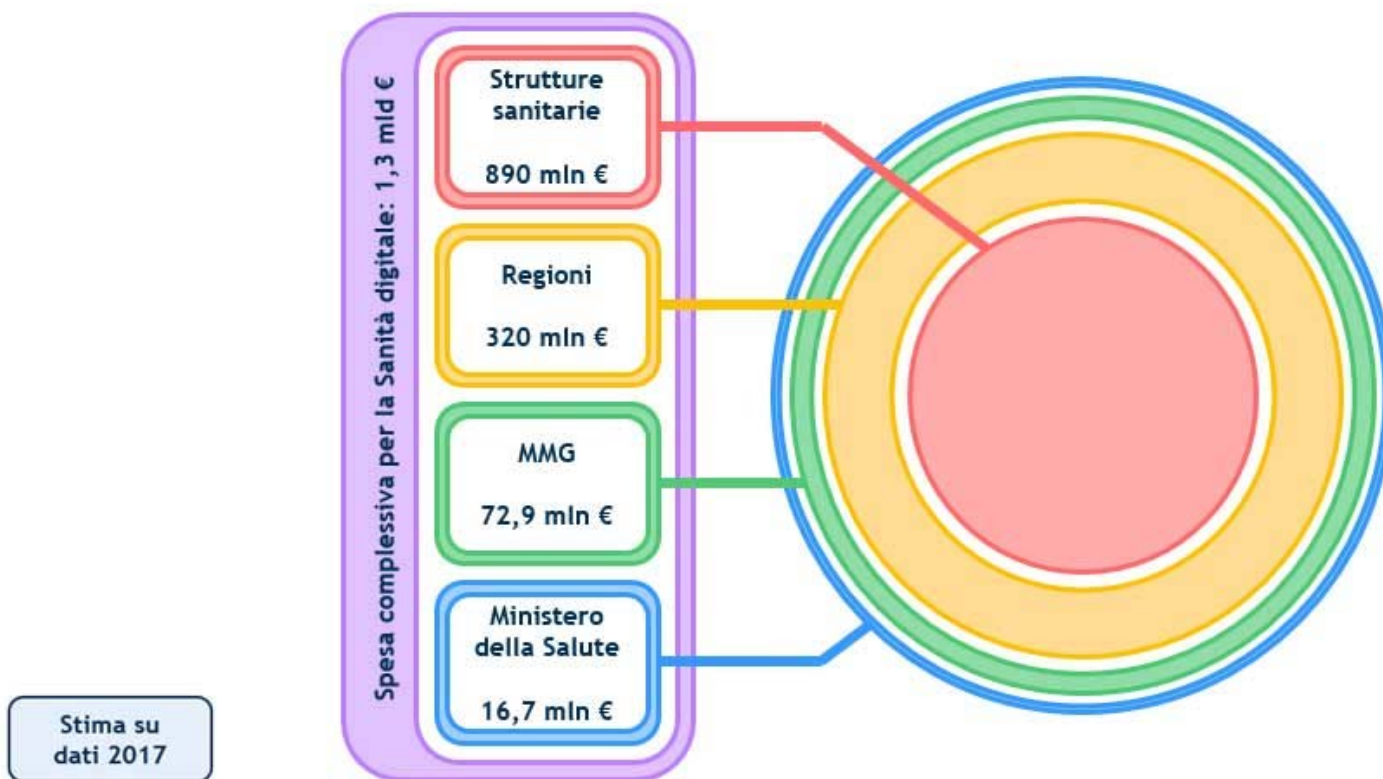 Spesa complessiva per la Sanità digitale: 1,3 mld €
Strutture
sanitarie
890 mln €
Regioni
320 mln €
MMG
72,9 mln €
Ministero
della Salute
16,7 mln €
Stima su
dati 2017